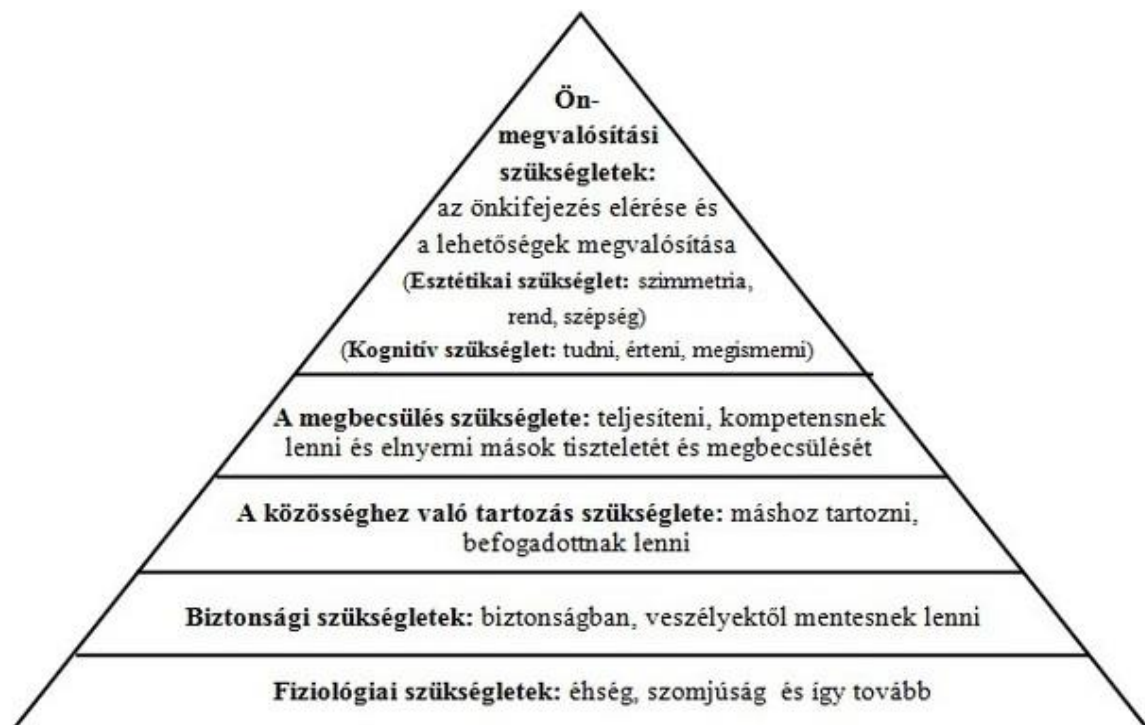 Ön-
megvalósítási
szükségletek:
az önkifejezés elérése és
a lehetőségek megvalósítása
(Esztétikai szükséglet: szimmetria,
rend, szépség)
(Kognitív szükséglet: tudni, érteni, megismerni)
A megbecsülés szükséglete: teljesíteni, kompetensnek
lenni és elnyerni mások tiszteletét és megbecsülését
A közösséghez való tartozás szükséglete: máshoz tartozni,
befogadottnak lenni
Biztonsági szükségletek: biztonságban, veszélyektől mentesnek lenni
Fiziológiai szükségletek: éhség, szomjúság és így tovább